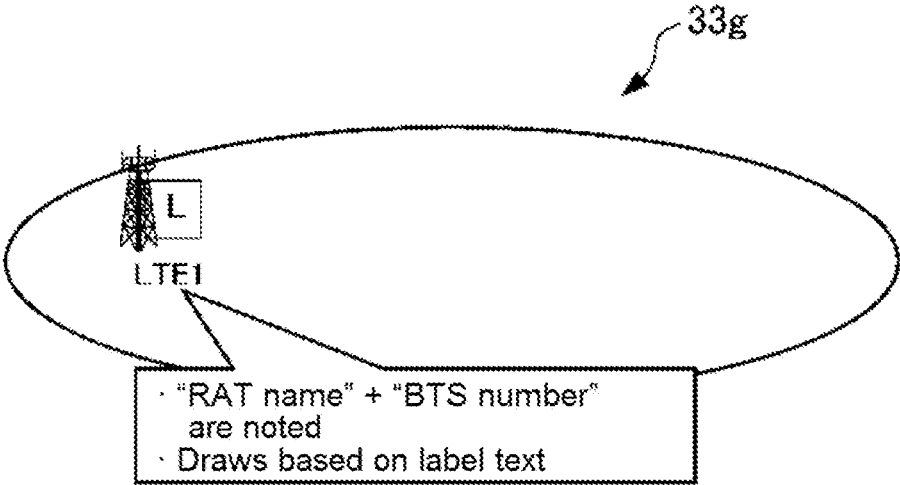 33g
L
LTE1
· “RAT name” + “BTS number”
are noted
· Draws based on label text